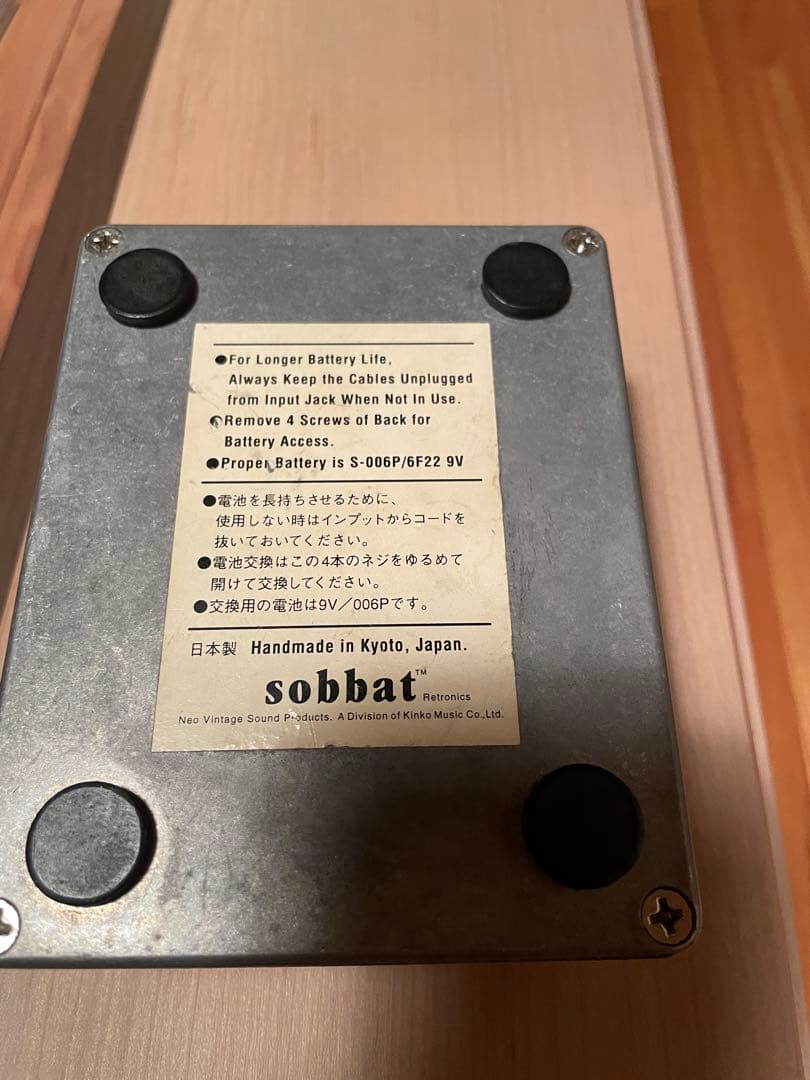 ●For Longer Battery Life,
Always Keep the Cables Unplugged
from Input Jack When Not In Use.
●Remove 4 Screws of Back for
Battery Access.
●Proper Battery is S-006P/6F22 9V
●電池を長持ちさせるために、
使用しない時はインプットからコードを
抜いておいてください。
●電池交換はこの4本のネジをゆるめて
開けて交換してください。
●交換用の電池は9V/006Pです。
日本製 Handmade in Kyoto, Japan.
sobbat™ Retronics
Neo Vintage Sound Products. A Division of Kinko Music Co.,Ltd.